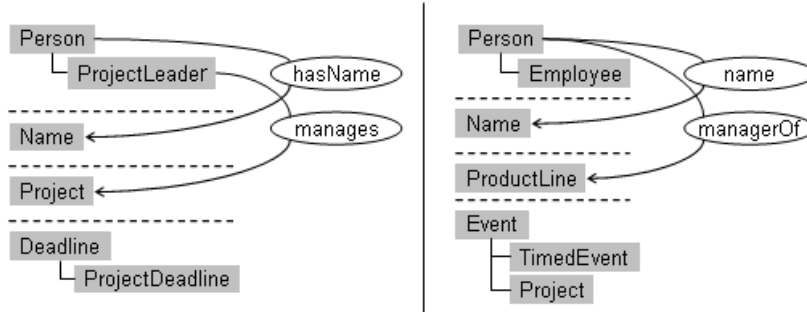 Person
ProjectLeader
hasName
Name
manages
Project
Deadline
ProjectDeadline
Person
Employee
name
Name
managerOf
ProductLine
Event
TimedEvent
Project